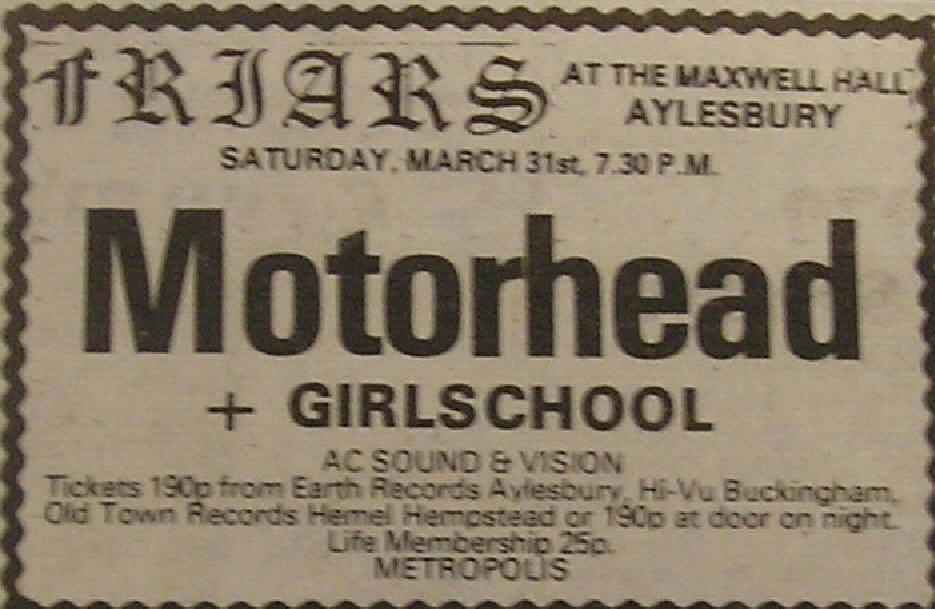 FRIARS AT THE MAXWELL HALL
AYLESBURY
SATURDAY, MARCH 31st, 7.30 P.M.
Motorhead
+ GIRLSCHOOL
AC SOUND & VISION
Tickets 190p from Earth Records Aylesbury, Hi-Vu Buckingham,
Old Town Records Hemel Hempstead or 190p at door on night.
Life Membership 25p.
METROPOLIS